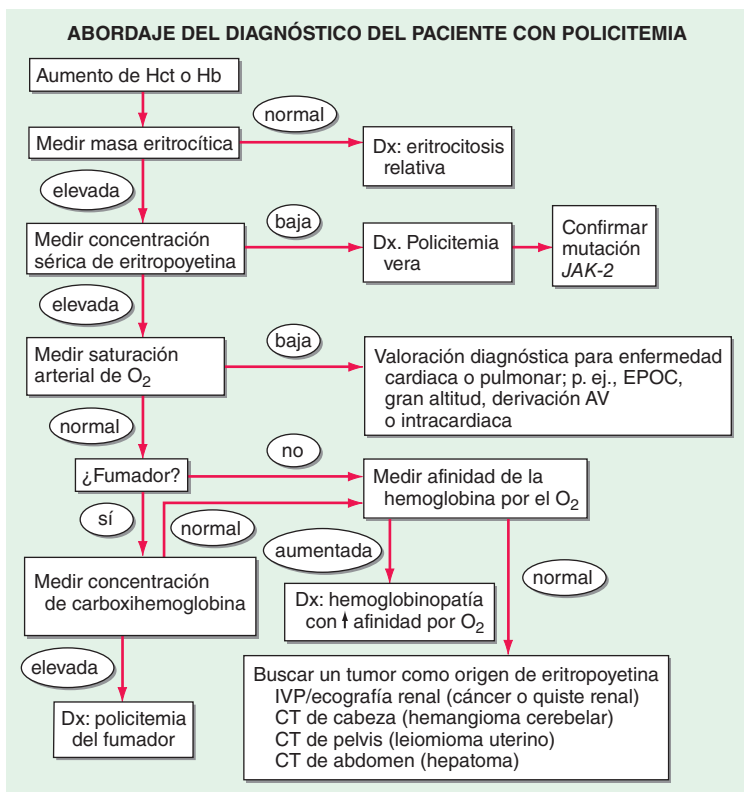 ABORDAJE DEL DIAGNÓSTICO DEL PACIENTE CON POLICITEMIA
Aumento de Hct o Hb
normal
Medir masa eritrocítica
Dx: eritrocitosis
relativa
elevada
baja
Medir concentración
sérica de eritropoyetina
Dx. Policitemia
vera
Confirmar
mutación
JAK-2
elevada
baja
Medir saturación
arterial de O₂
Valoración diagnóstica para enfermedad
cardiaca o pulmonar; p. ej., EPOC,
gran altitud, derivación AV
o intracardiaca
normal
no
¿Fumador?
Medir afinidad de la
hemoglobina por el O₂
sí
normal
aumentada
normal
Medir concentración
de carboxihemoglobina
Dx: hemoglobinopatía
con ↑ afinidad por O₂
elevada
Dx: policitemia
del fumador
Buscar un tumor como origen de eritropoyetina
IVP/ecografía renal (cáncer o quiste renal)
CT de cabeza (hemangioma cerebelar)
CT de pelvis (leiomioma uterino)
CT de abdomen (hepatoma)